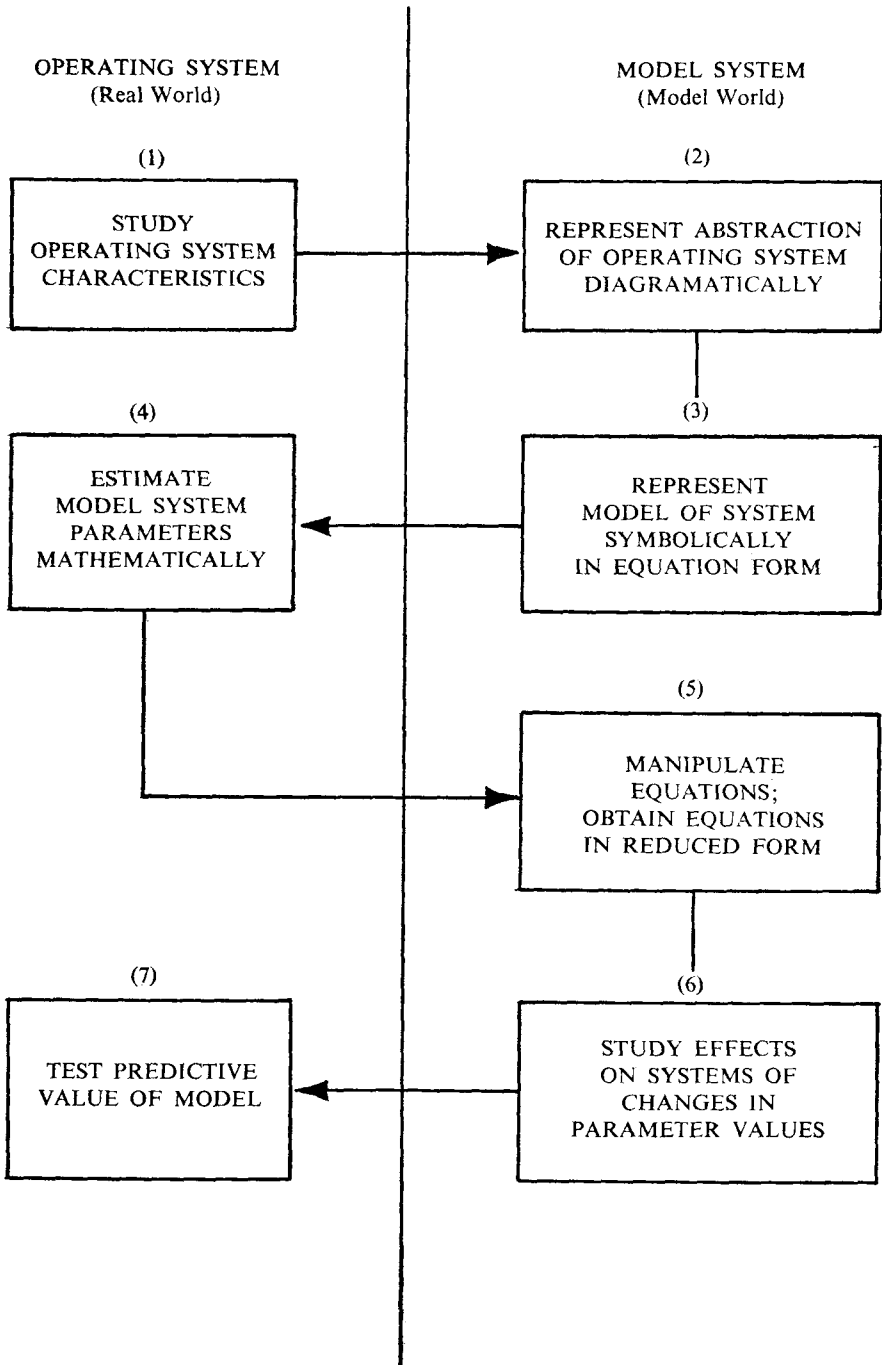 OPERATING SYSTEM
(Real World)
MODEL SYSTEM
(Model World)
(1)
STUDY
OPERATING SYSTEM
CHARACTERISTICS
(2)
REPRESENT ABSTRACTION
OF OPERATING SYSTEM
DIAGRAMATICALLY
(3)
REPRESENT
MODEL OF SYSTEM
SYMBOLICALLY
IN EQUATION FORM
(4)
ESTIMATE
MODEL SYSTEM
PARAMETERS
MATHEMATICALLY
(5)
MANIPULATE
EQUATIONS;
OBTAIN EQUATIONS
IN REDUCED FORM
(6)
STUDY EFFECTS
ON SYSTEMS OF
CHANGES IN
PARAMETER VALUES
(7)
TEST PREDICTIVE
VALUE OF MODEL